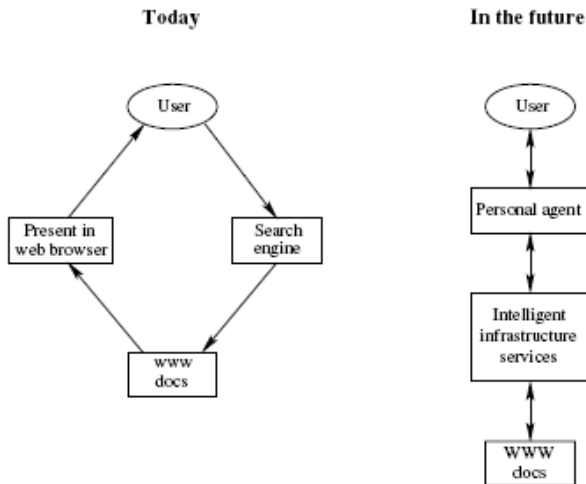 Today
User
Present in
web browser
Search
engine
www
docs
In the future
User
Personal agent
Intelligent
infrastructure
services
WWW
docs